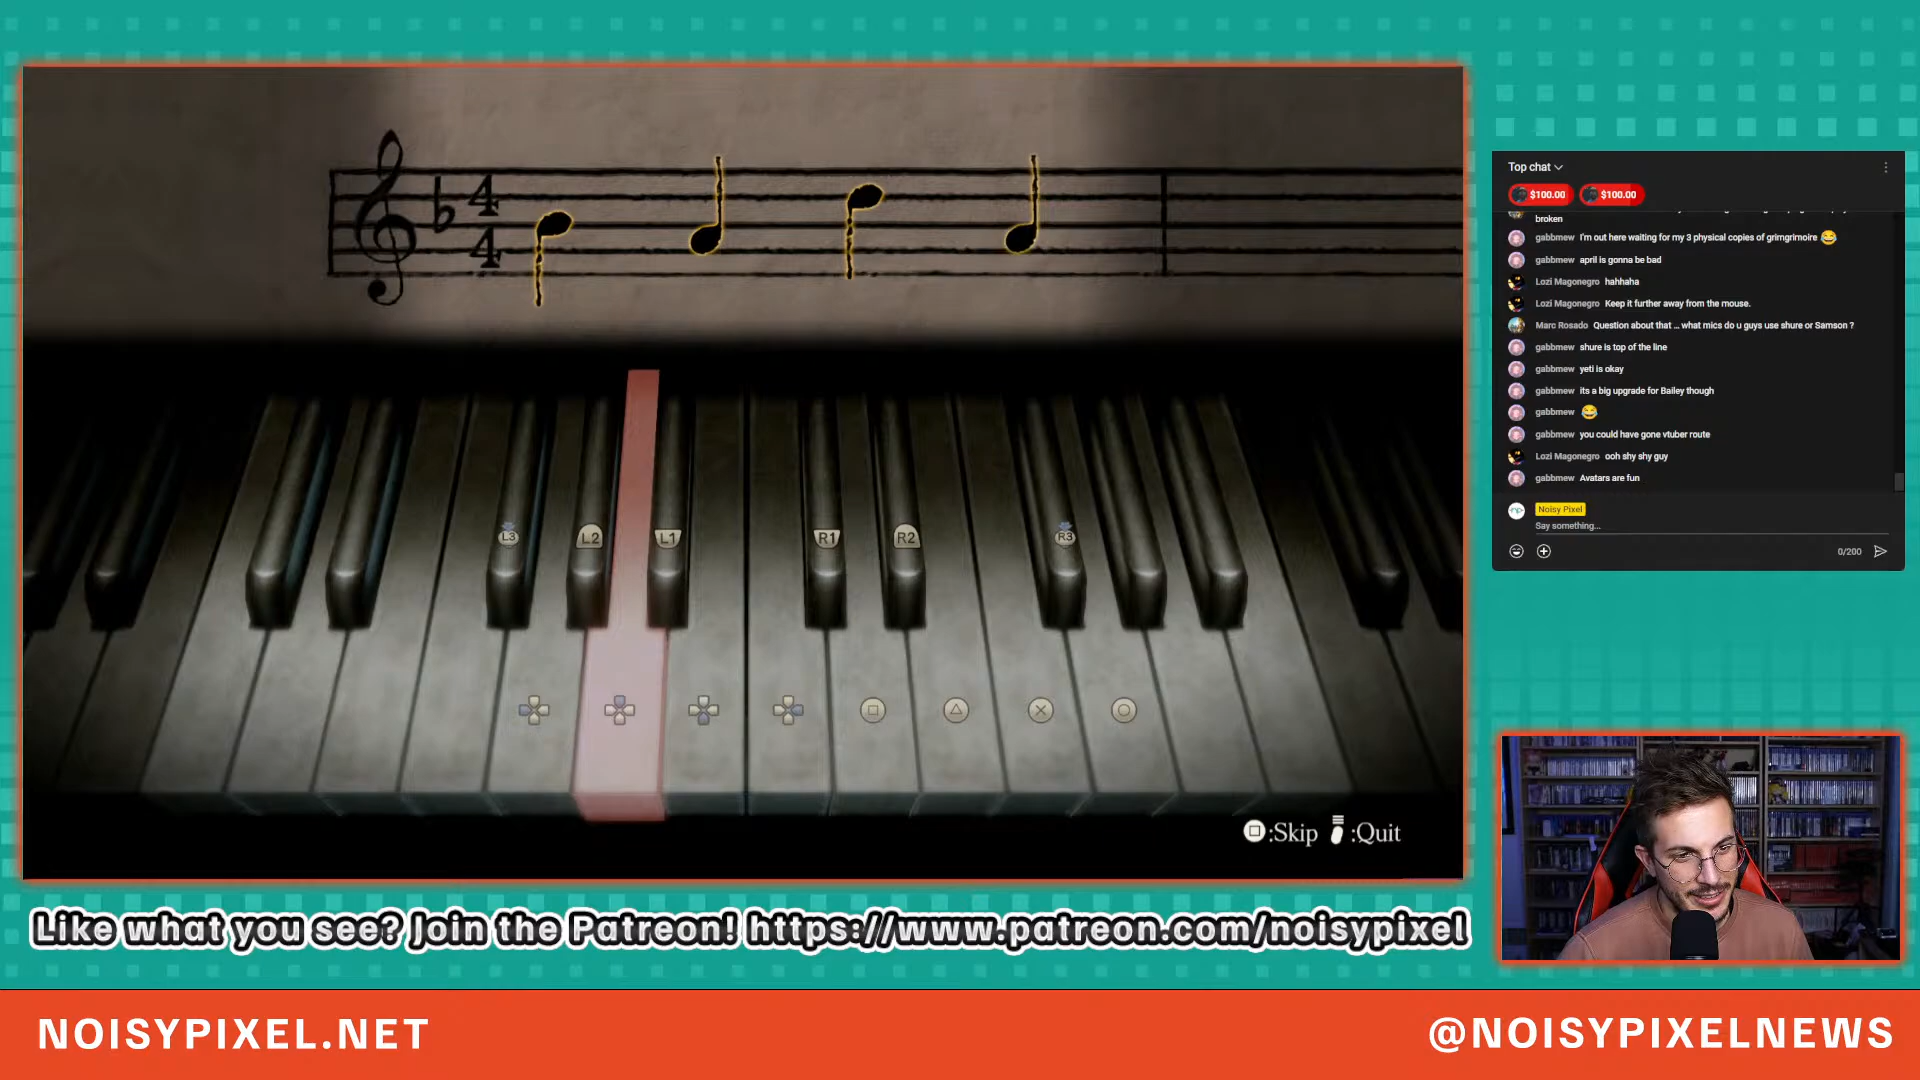 4
4
L3
L2
L1
R1
R2
R3
:Skip
:Quit
Top chat
$100.00
$100.00
broken
gabbmew I'm out here waiting for my 3 physical copies of grimgrimoire 😂
gabbmew april is gonna be bad
Lozi Magonegro hahhaha
Lozi Magonegro Keep it further away from the mouse.
Marc Rosado Question about that ... what mics do u guys use shure or Samson ?
gabbmew shure is top of the line
gabbmew yeti is okay
gabbmew its a big upgrade for Bailey though
gabbmew 😂
gabbmew you could have gone vtuber route
Lozi Magonegro ooh shy shy guy
gabbmew Avatars are fun
Noisy Pixel
Say something...
0/200
Like what you see? Join the Patreon! https://www.patreon.com/noisypixel
NOISYPIXEL.NET
@NOISYPIXELNEWS